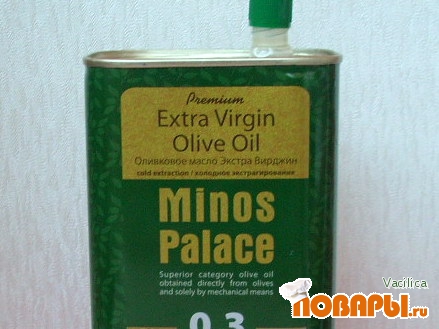 Premium
Extra Virgin
Olive Oil
Оливковое масло Экстра Вирджин
cold extraction / холодное экстрагирование
Minos
Palace
Superior category olive oil
obtained directly from olives
and solely by mechanical means
0,3
Vacilica
ПОВАРЫ.ru